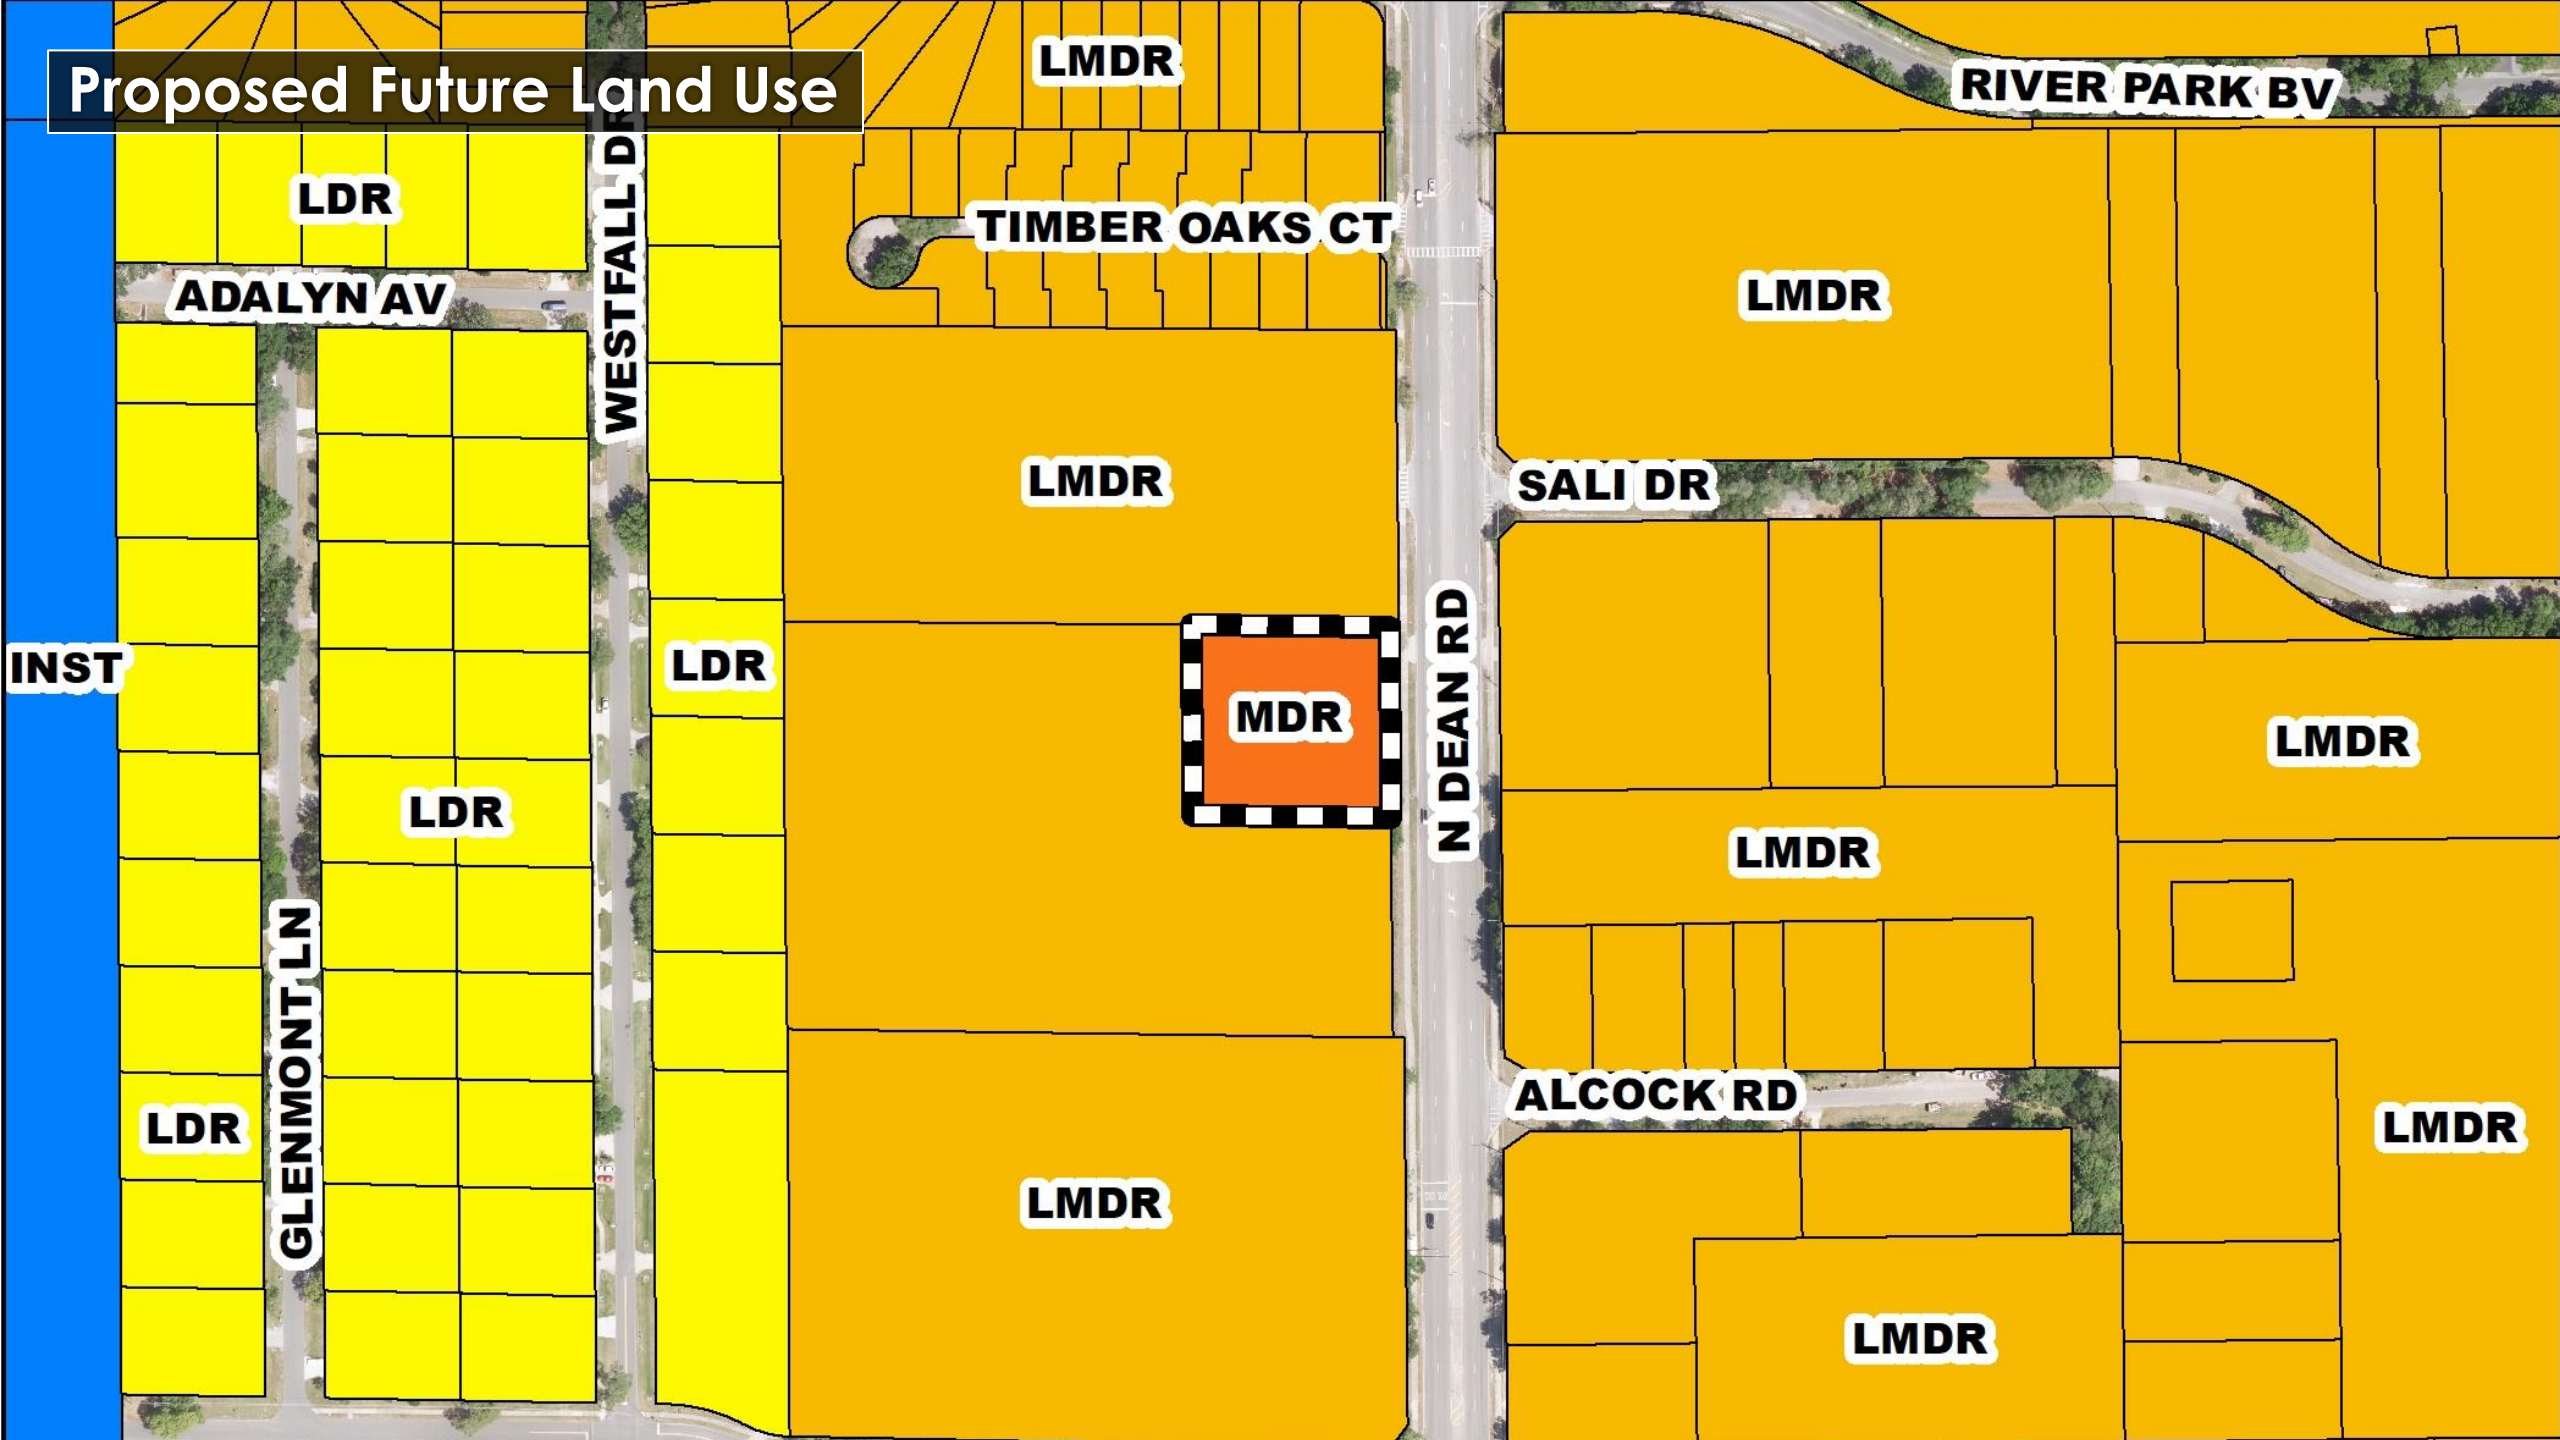 Proposed Future Land Use
LMDR
RIVER PARK BV
LDR
WESTFALL DR
TIMBER OAKS CT
ADALYN AV
LMDR
LMDR
SALI DR
INST
LDR
MDR
N DEAN RD
LMDR
LDR
LMDR
GLENMONT LN
LDR
ALCOCK RD
LMDR
LMDR
LMDR